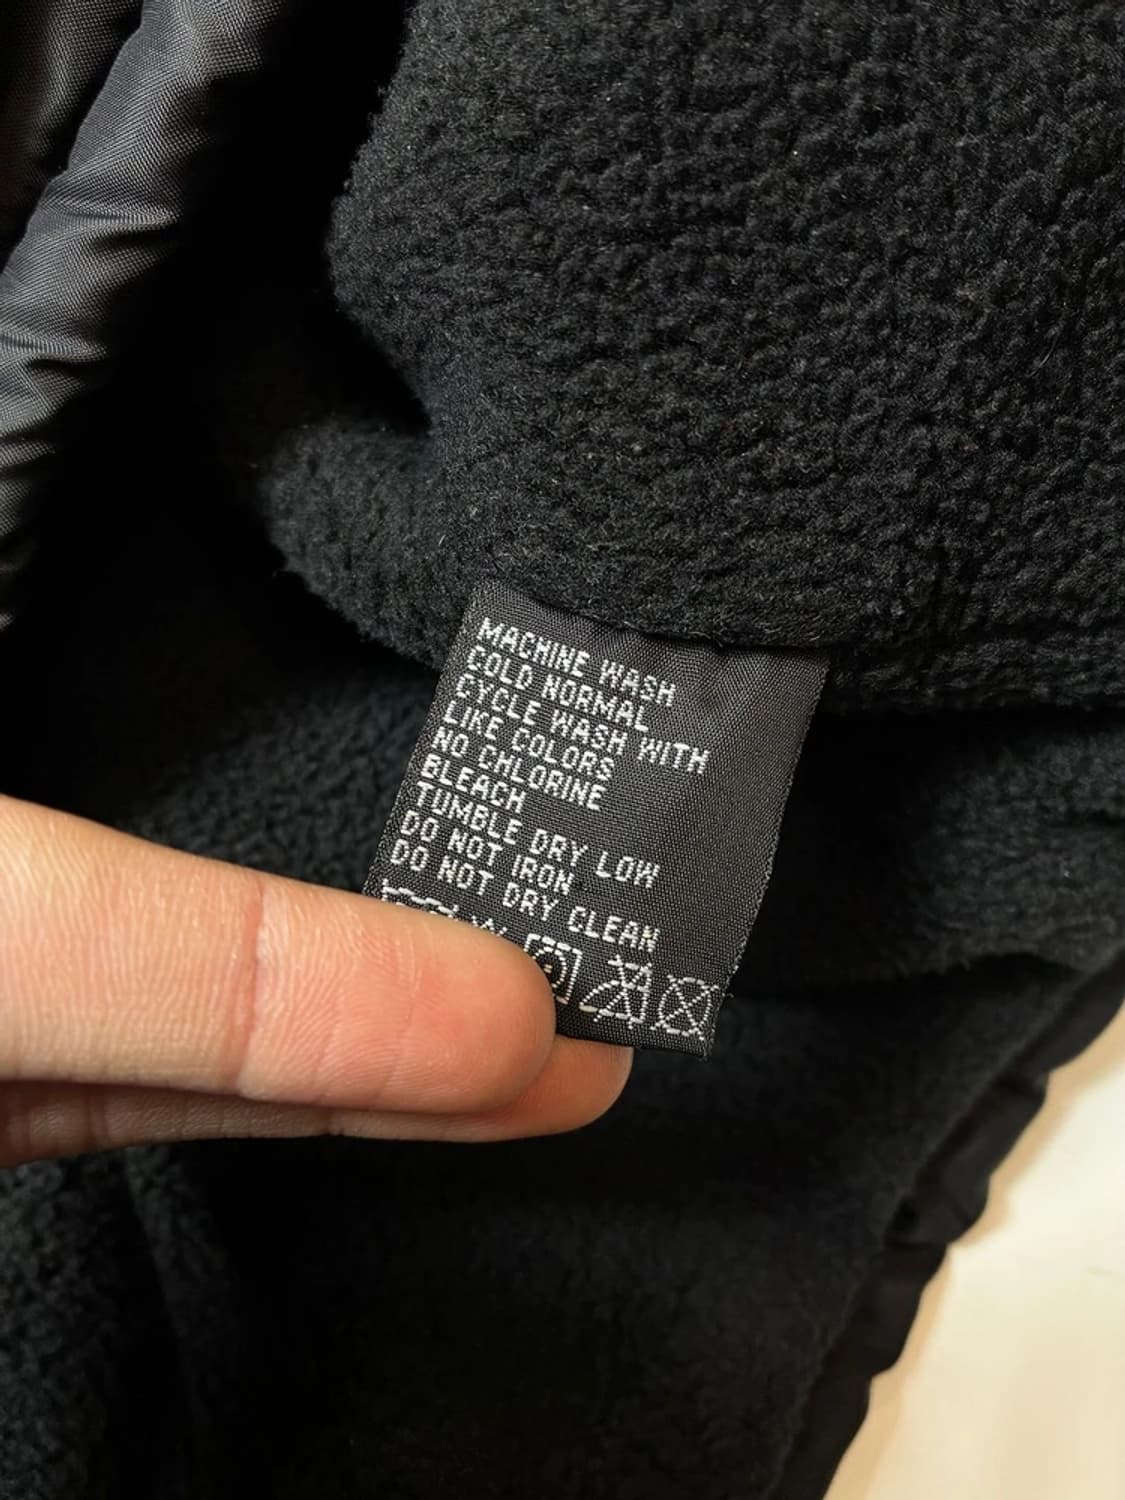 MACHINE WASH
COLD NORMAL
CYCLE WASH WITH
LIKE COLORS
NO CHLORINE
BLEACH
TUMBLE DRY LOW
DO NOT IRON
DO NOT DRY CLEAN